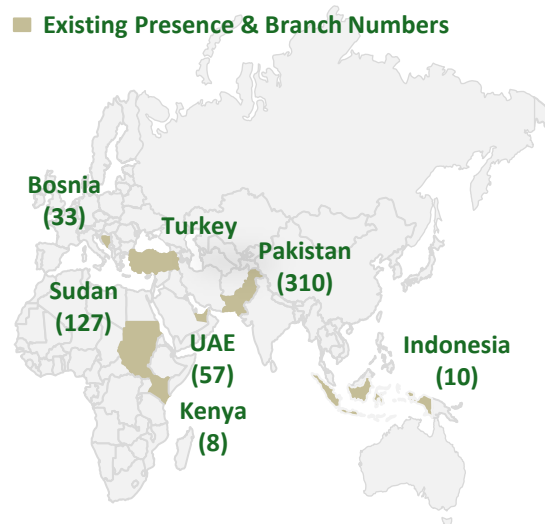 Existing Presence & Branch Numbers
Bosnia
(33)
Turkey
Pakistan
(310)
Sudan
(127)
UAE
(57)
Indonesia
(10)
Kenya
(8)